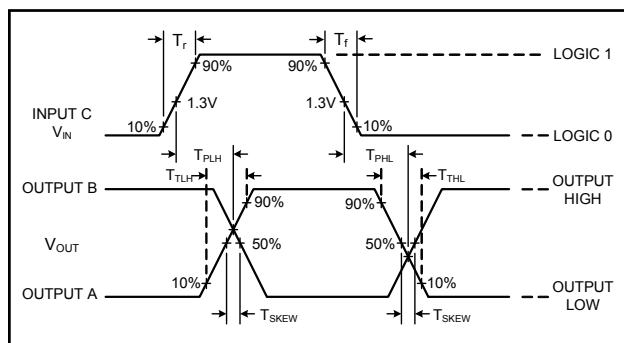 Tr
Tf
90%
90%
LOGIC 1
1.3V
1.3V
INPUT C
VIN
10%
10%
LOGIC 0
TPLH
TPHL
TTLH
TTHL
OUTPUT B
OUTPUT
HIGH
90%
90%
VOUT
50%
50%
10%
10%
OUTPUT A
OUTPUT
LOW
TSKEW
TSKEW